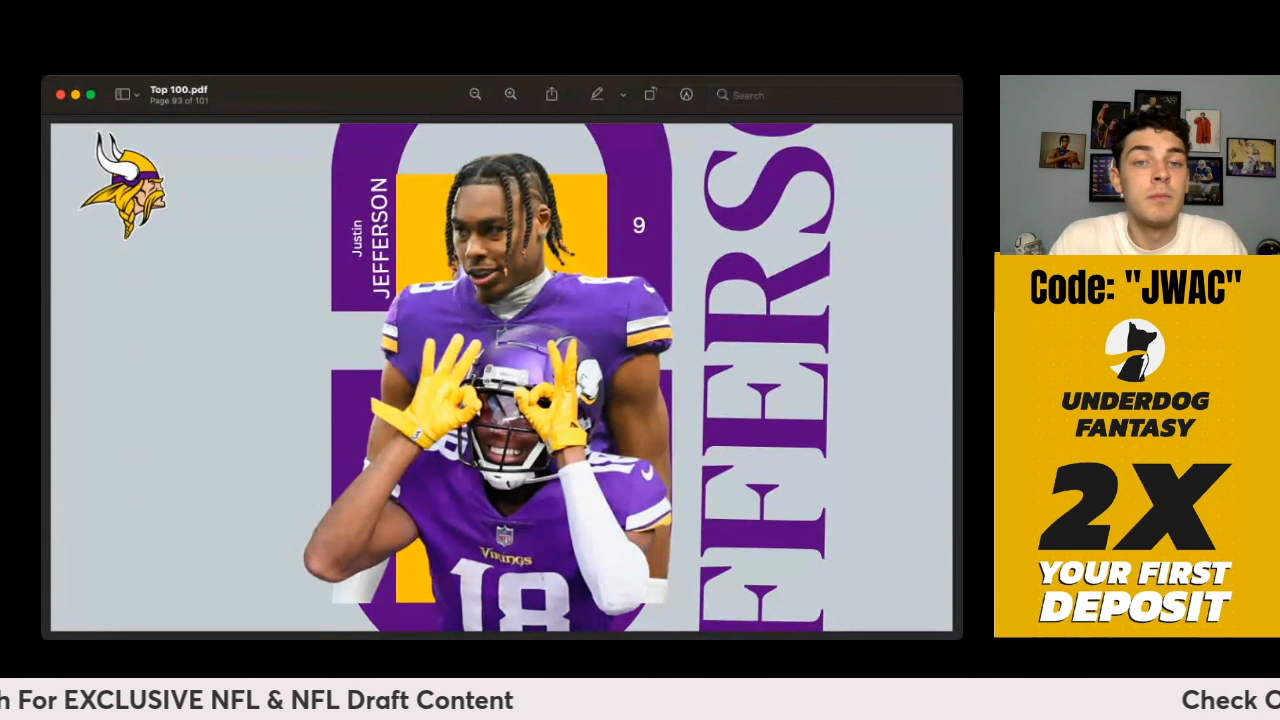 Top 100.pdf
Page 93 of 101
Search
Justin
JEFFERSON
9
FFERSO
18
Vikings
18
Code: "JWAC"
UNDERDOG
FANTASY
2X
YOUR FIRST
DEPOSIT
h For EXCLUSIVE NFL & NFL Draft Content
Check O